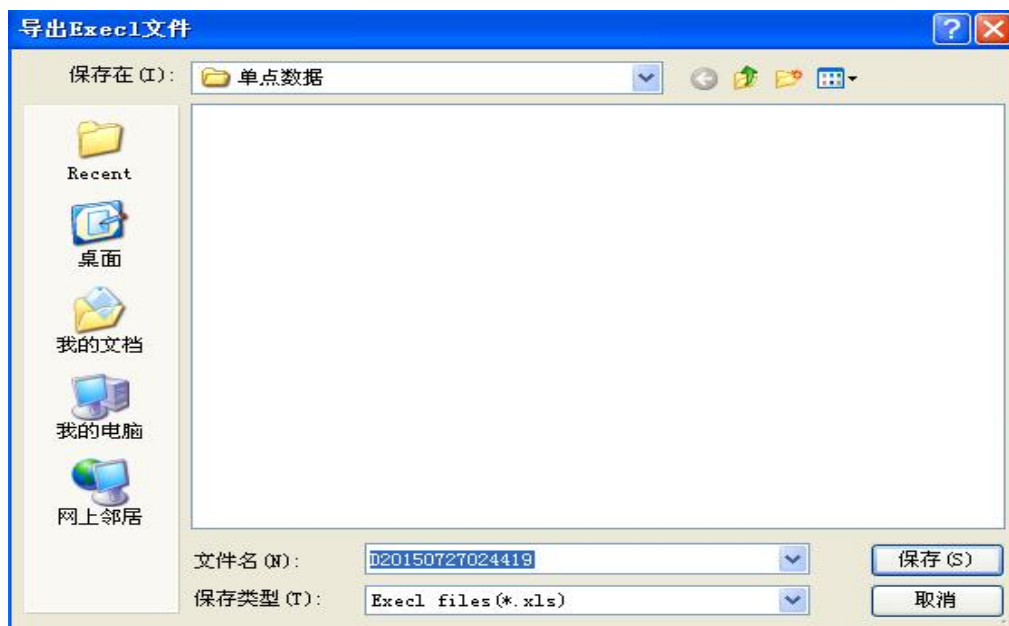 导出Execl文件
保存在(I):
单点数据
Recent
桌面
我的文档
我的电脑
网上邻居
文件名(N):
D20150727024419
保存(S)
保存类型(T):
Execl files(*.xls)
取消